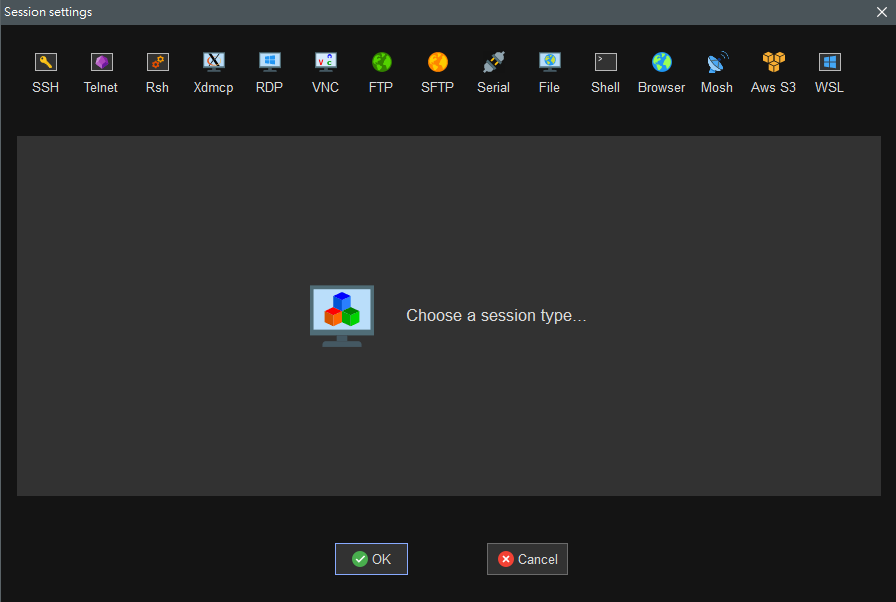 Session settings
SSH Telnet Rsh Xdmcp RDP VNC FTP SFTP Serial File Shell Browser Mosh Aws S3 WSL
Choose a session type...
OK Cancel